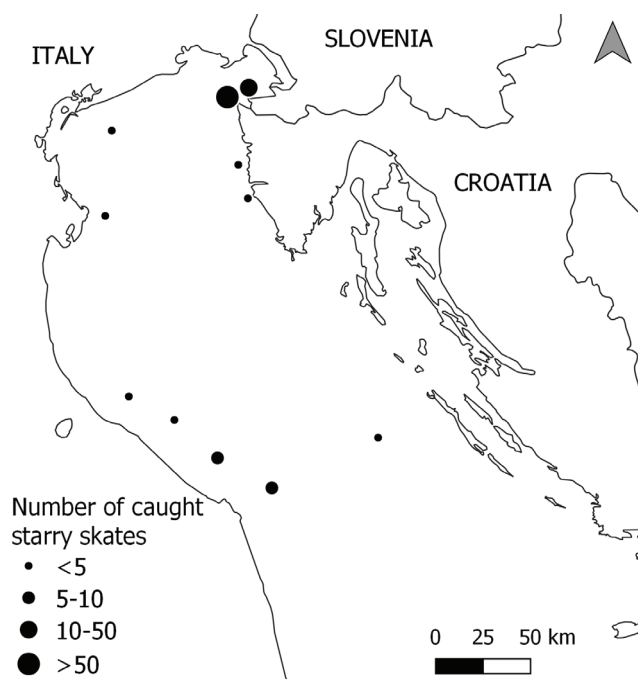 SLOVENIA
ITALY
CROATIA
Number of caught
starry skates
<5
5-10
10-50
>50
0 25 50 km